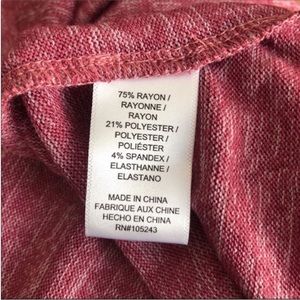 75% RAYON /
RAYONNE /
RAYON
21% POLYESTER /
POLYESTER /
POLIÉSTER
4% SPANDEX /
ELASTHANNE /
ELASTANO
MADE IN CHINA
FABRIQUE AUX CHINE
HECHO EN CHINA
RN#105243